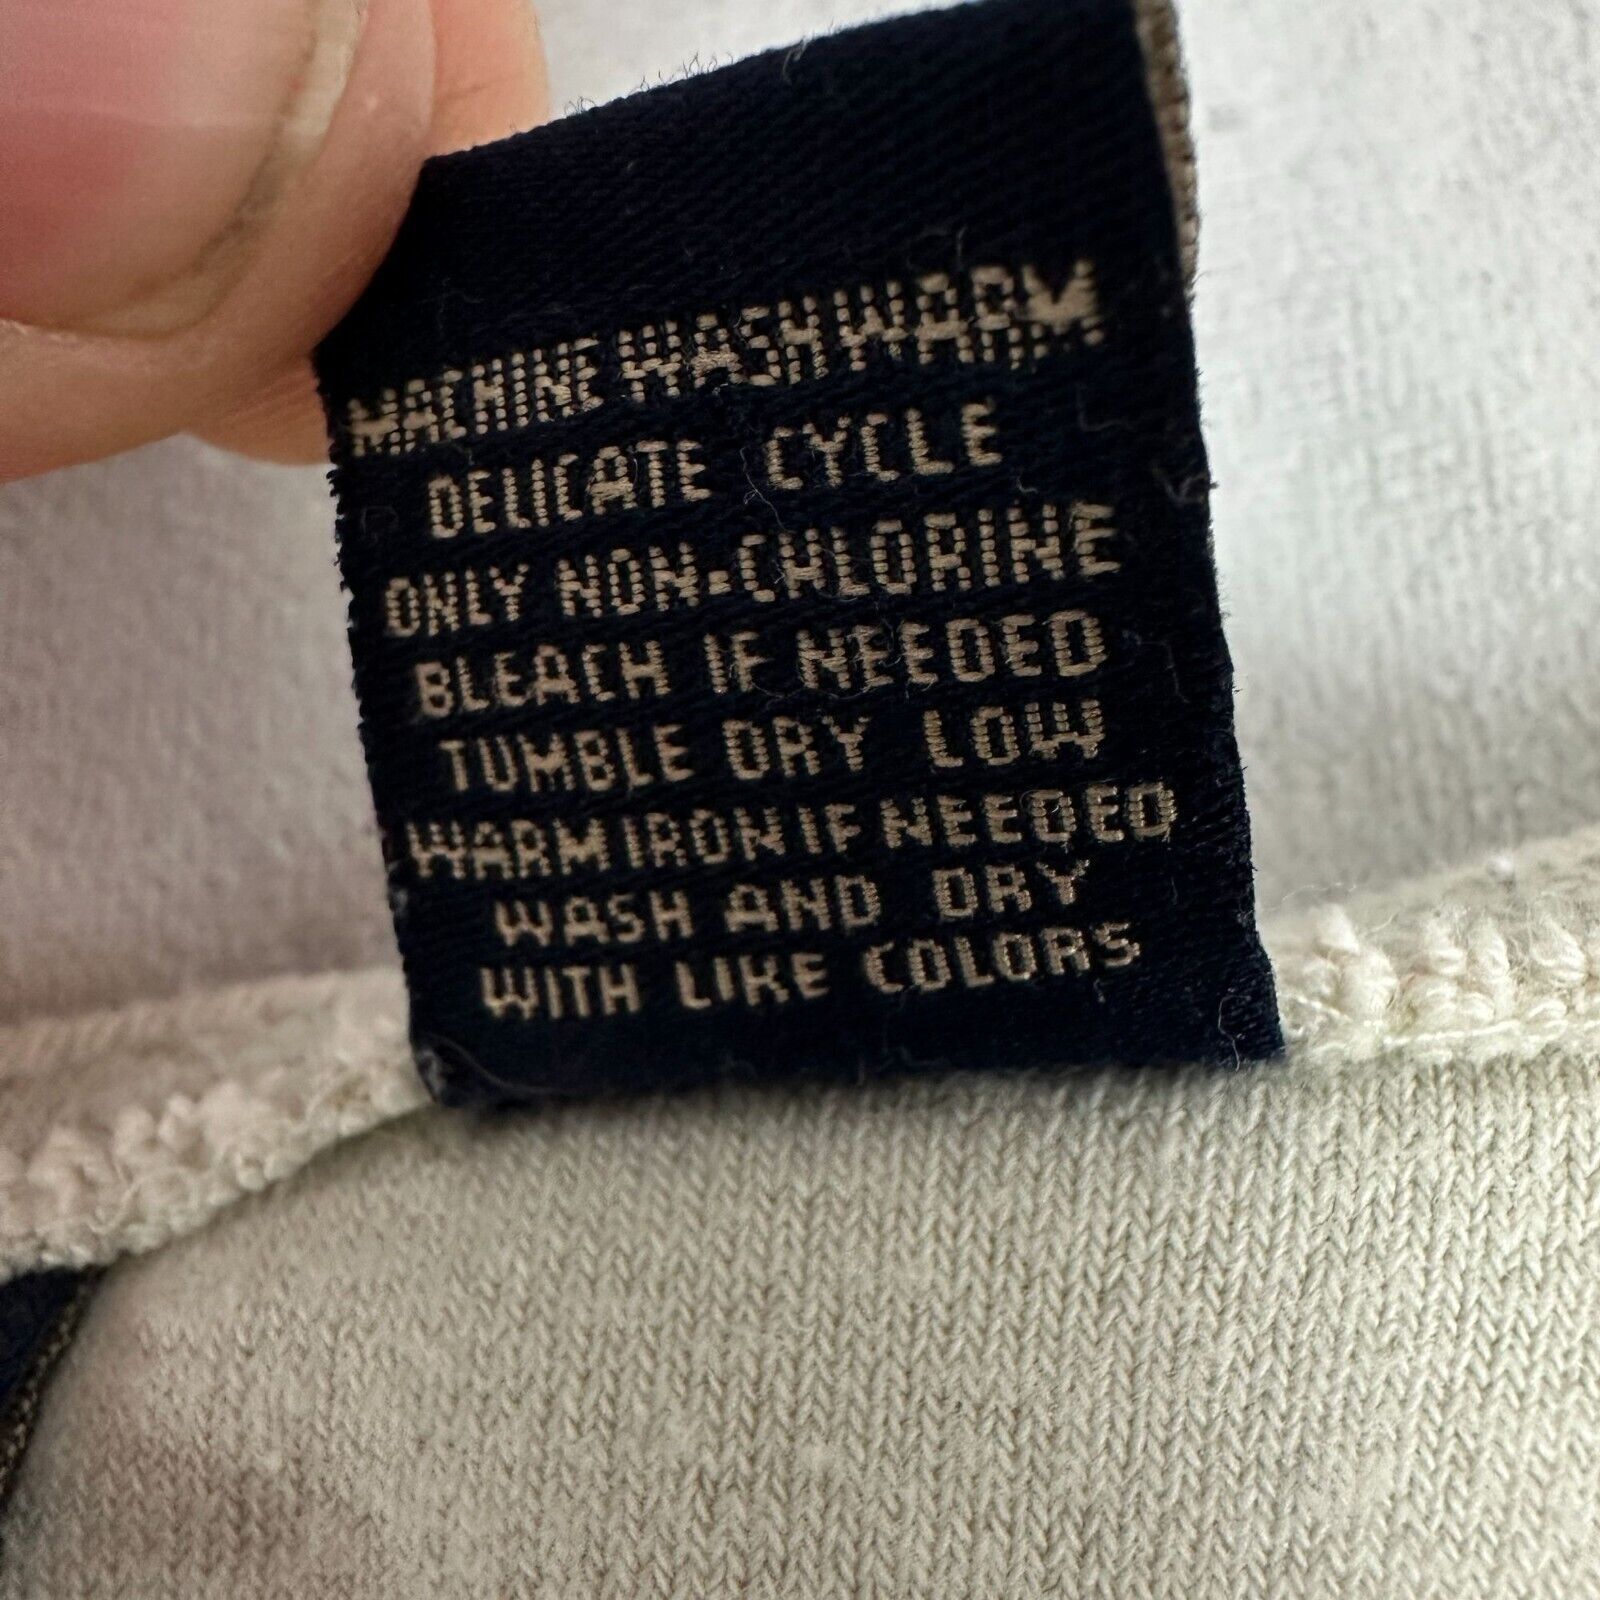 MACHINE WASH WARM
DELICATE CYCLE
ONLY NON-CHLORINE
BLEACH IF NEEDED
TUMBLE DRY LOW
WARM IRON IF NEEDED
WASH AND DRY
WITH LIKE COLORS